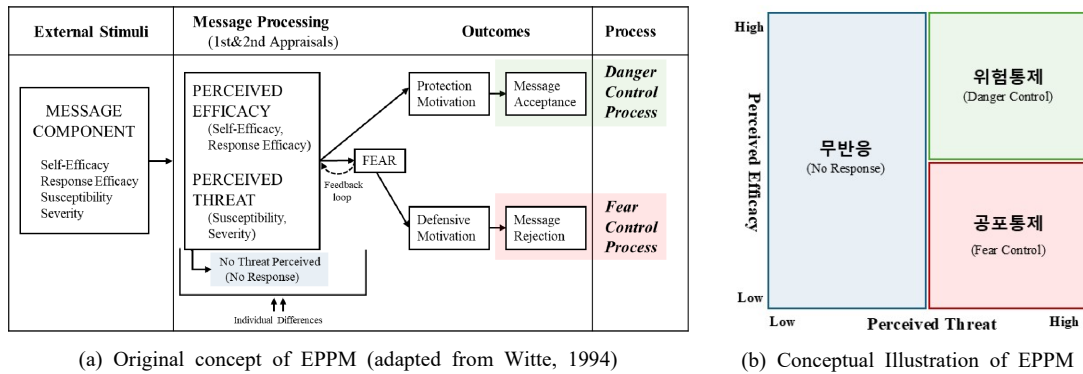 External Stimuli
Message Processing
(1st&2nd Appraisals)
Outcomes
Process
MESSAGE
COMPONENT
Self-Efficacy
Response Efficacy
Susceptibility
Severity
PERCEIVED
EFFICACY
(Self-Efficacy,
Response Efficacy)
PERCEIVED
THREAT
(Susceptibility,
Severity)
No Threat Perceived
(No Response)
Individual Differences
FEAR
Feedback
loop
Protection
Motivation
Message
Acceptance
Danger
Control
Process
Defensive
Motivation
Message
Rejection
Fear
Control
Process
(a) Original concept of EPPM (adapted from Witte, 1994)
High
Perceived Efficacy
Low
무반응
(No Response)
위험통제
(Danger Control)
공포통제
(Fear Control)
Low
Perceived Threat
High
(b) Conceptual Illustration of EPPM